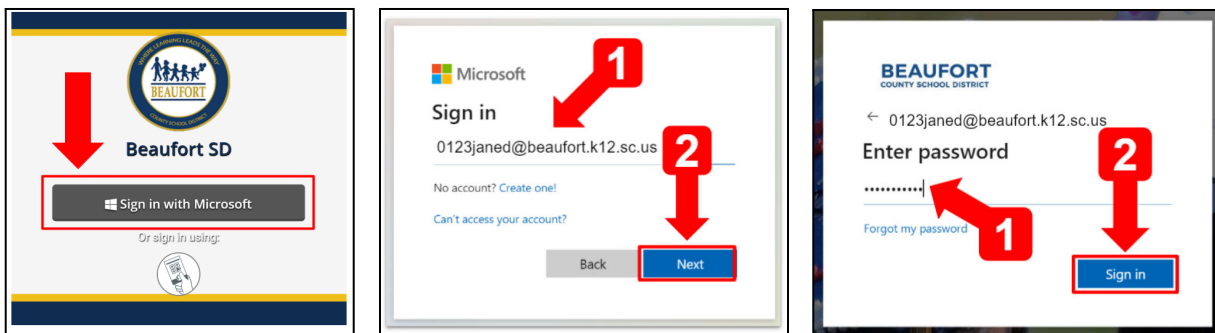 WHERE LEARNING LEADS THE WAY
BEAUFORT
COUNTY SCHOOL DISTRICT
Beaufort SD
Sign in with Microsoft
Or sign in using:
Microsoft
1
Sign in
0123janed@beaufort.k12.sc.us
2
No account? Create one!
Can't access your account?
Back
Next
BEAUFORT
COUNTY SCHOOL DISTRICT
← 0123janed@beaufort.k12.sc.us
Enter password
2
•••••••••••
1
Forgot my password
Sign in